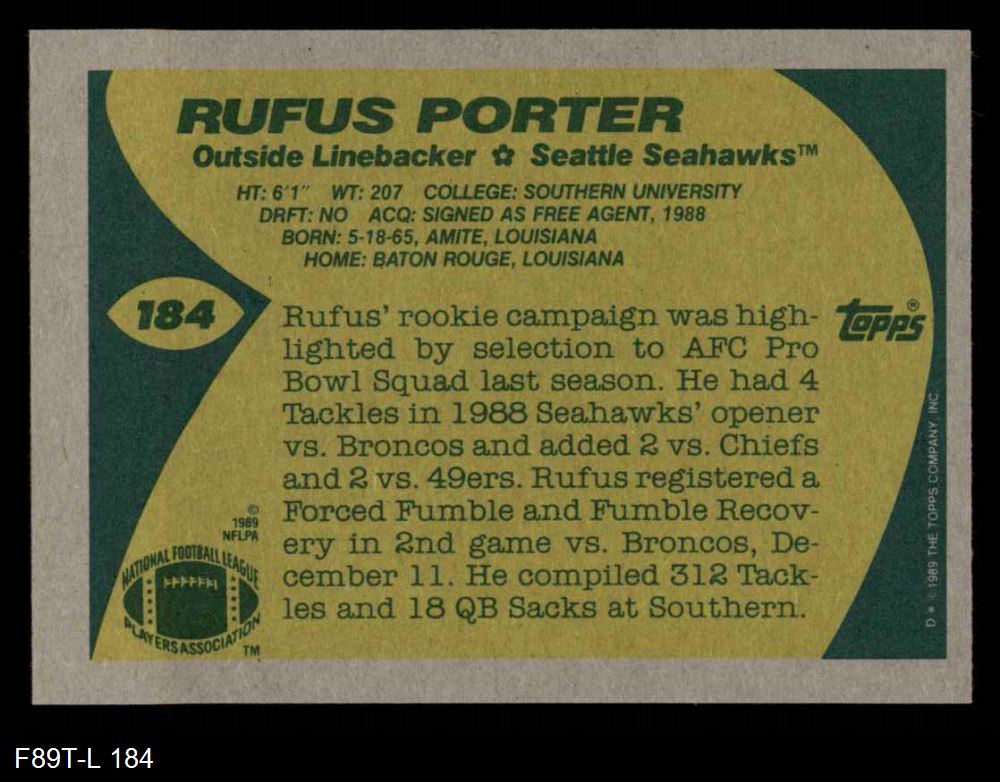 RUFUS PORTER
Outside Linebacker ✿ Seattle Seahawks™
HT: 6'1" WT: 207 COLLEGE: SOUTHERN UNIVERSITY
DRFT: NO ACQ: SIGNED AS FREE AGENT, 1988
BORN: 5-18-65, AMITE, LOUISIANA
HOME: BATON ROUGE, LOUISIANA
184
Rufus' rookie campaign was high-
lighted by selection to AFC Pro
Bowl Squad last season. He had 4
Tackles in 1988 Seahawks' opener
vs. Broncos and added 2 vs. Chiefs
and 2 vs. 49ers. Rufus registered a
Forced Fumble and Fumble Recov-
ery in 2nd game vs. Broncos, De-
cember 11. He compiled 312 Tack-
les and 18 QB Sacks at Southern.
topps®
D * © 1989 THE TOPPS COMPANY, INC.
©
1989
NFLPA
NATIONAL FOOTBALL LEAGUE
PLAYERS ASSOCIATION
TM
F89T-L 184